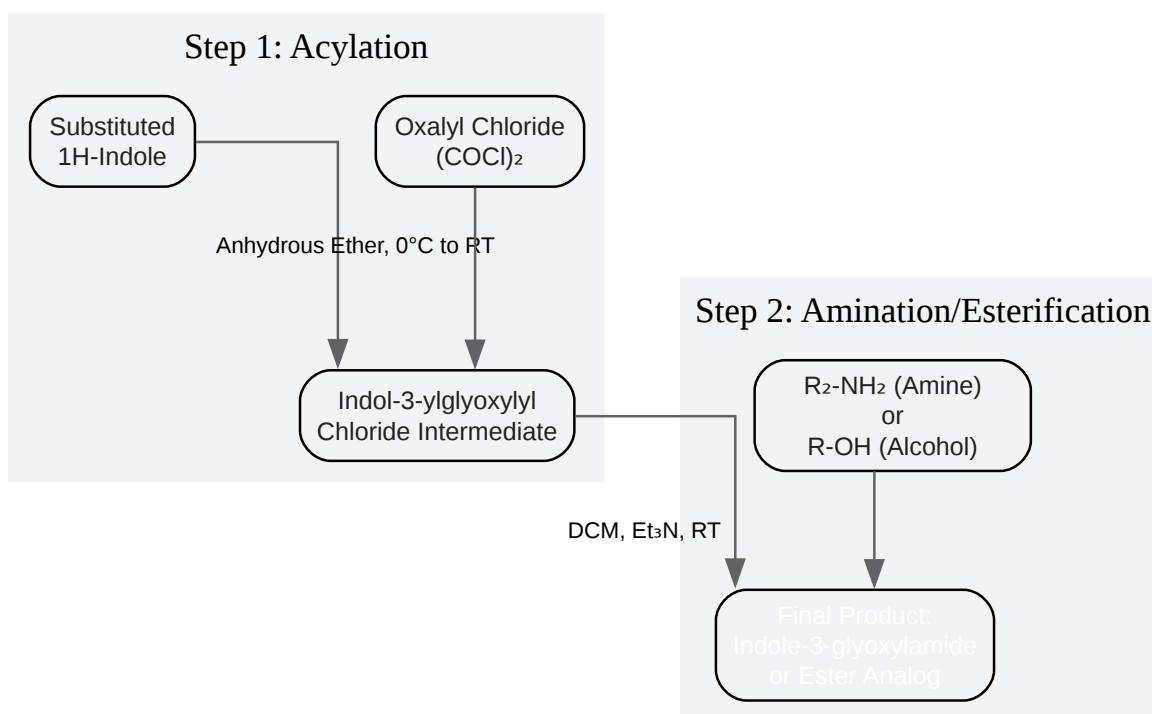 Step 1: Acylation
Substituted
1H-Indole
Oxalyl Chloride
(COCl)₂
Anhydrous Ether, 0°C to RT
Indol-3-ylglyoxylyl
Chloride Intermediate
Step 2: Amination/Esterification
R₂-NH₂ (Amine)
or
R-OH (Alcohol)
DCM, Et₃N, RT
Final Product:
Indole-3-glyoxylamide
or Ester Analog